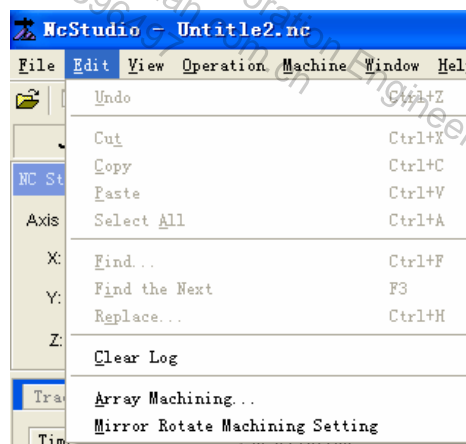 NcStudio - Untitle2.nc
File Edit View Operation Machine Window Hel
Undo Ctrl+Z
Cut Ctrl+X
Copy Ctrl+C
Paste Ctrl+V
Select All Ctrl+A
Find... Ctrl+F
Find the Next F3
Replace... Ctrl+H
Clear Log
Array Machining...
Mirror Rotate Machining Setting
NC St
Axis
X:
Y:
Z:
Tra
Tim